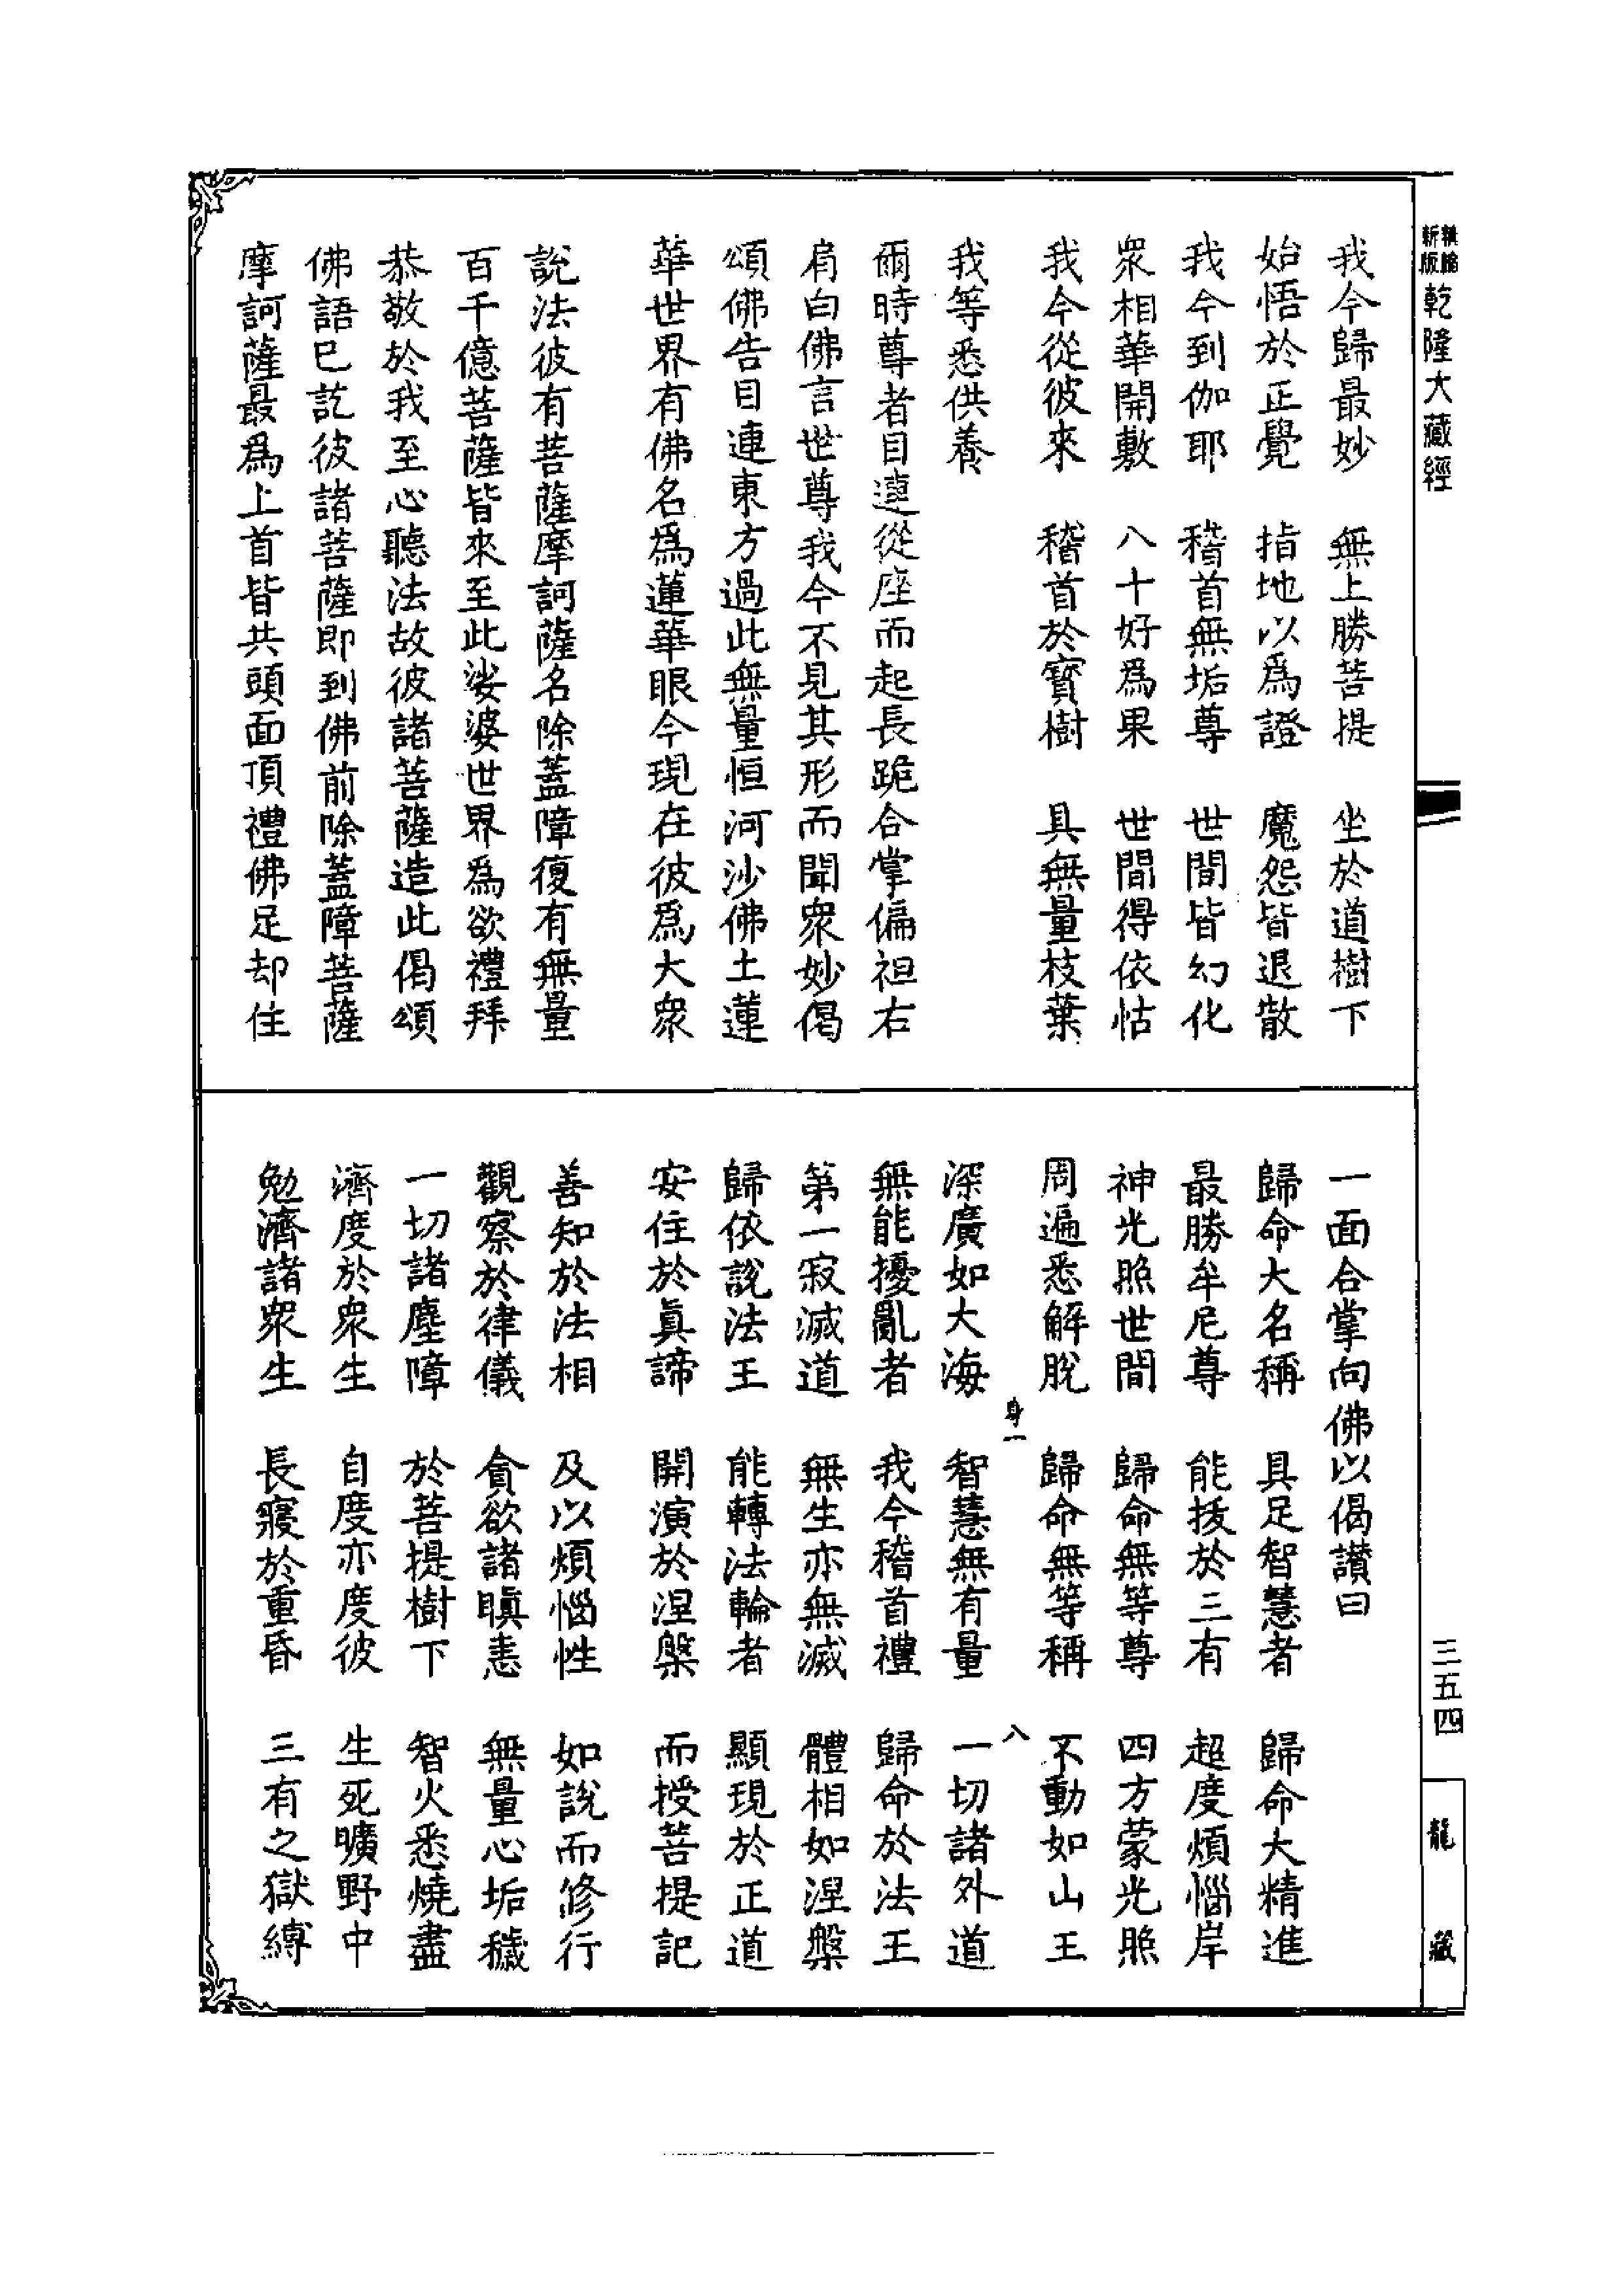 新版
乾隆大藏經
三五四
龍藏
我今歸最妙　無上勝菩提　坐於道樹下
始悟於正覺　指地以爲證　魔怨皆退散
我今到伽耶　稽首無垢尊　世間皆幻化
衆相華開敷　八十好爲果　世間得依怙
我今從彼來　稽首於寳樹　具無量枝葉
我等悉供養
爾時尊者目連從座而起長跪合掌偏袒右
肩白佛言世尊我今不見其形而聞衆妙偈
頌佛告目連東方過此無量恒河沙佛土蓮
華世界有佛名爲蓮華眼今現在彼爲大衆
說法彼有菩薩摩訶薩名除蓋障復有無量
百千億菩薩皆來至此娑婆世界爲欲禮拜
恭敬於我至心聽法故彼諸菩薩造此偈頌
佛語巳訖彼諸菩薩即到佛前除蓋障菩薩
摩訶薩最爲上首皆共頭面頂禮佛足却住
一面合掌向佛以偈讃曰
歸命大名稱　具足智慧者　歸命大精進
最勝牟尼尊　能拔於三有　超度煩惱岸
神光照世間　歸命無等尊　四方蒙光照
周遍悉解脫　歸命無等稱　不動如山王
身一　八
深廣如大海　智慧無有量　一切諸外道
無能擾亂者　我今稽首禮　歸命於法王
第一寂滅道　無生亦無滅　體相如涅槃
歸依說法王　能轉法輪者　顯現於正道
安住於眞諦　開演於涅槃　而授菩提記
善知於法相　及以煩惱性　如說而修行
觀察於律儀　貪欲諸瞋恚　無量心垢穢
一切諸塵障　於菩提樹下　智火悉燒盡
濟度於衆生　自度亦度彼　生死曠野中
勉濟諸衆生　長寢於重昏　三有之獄縛